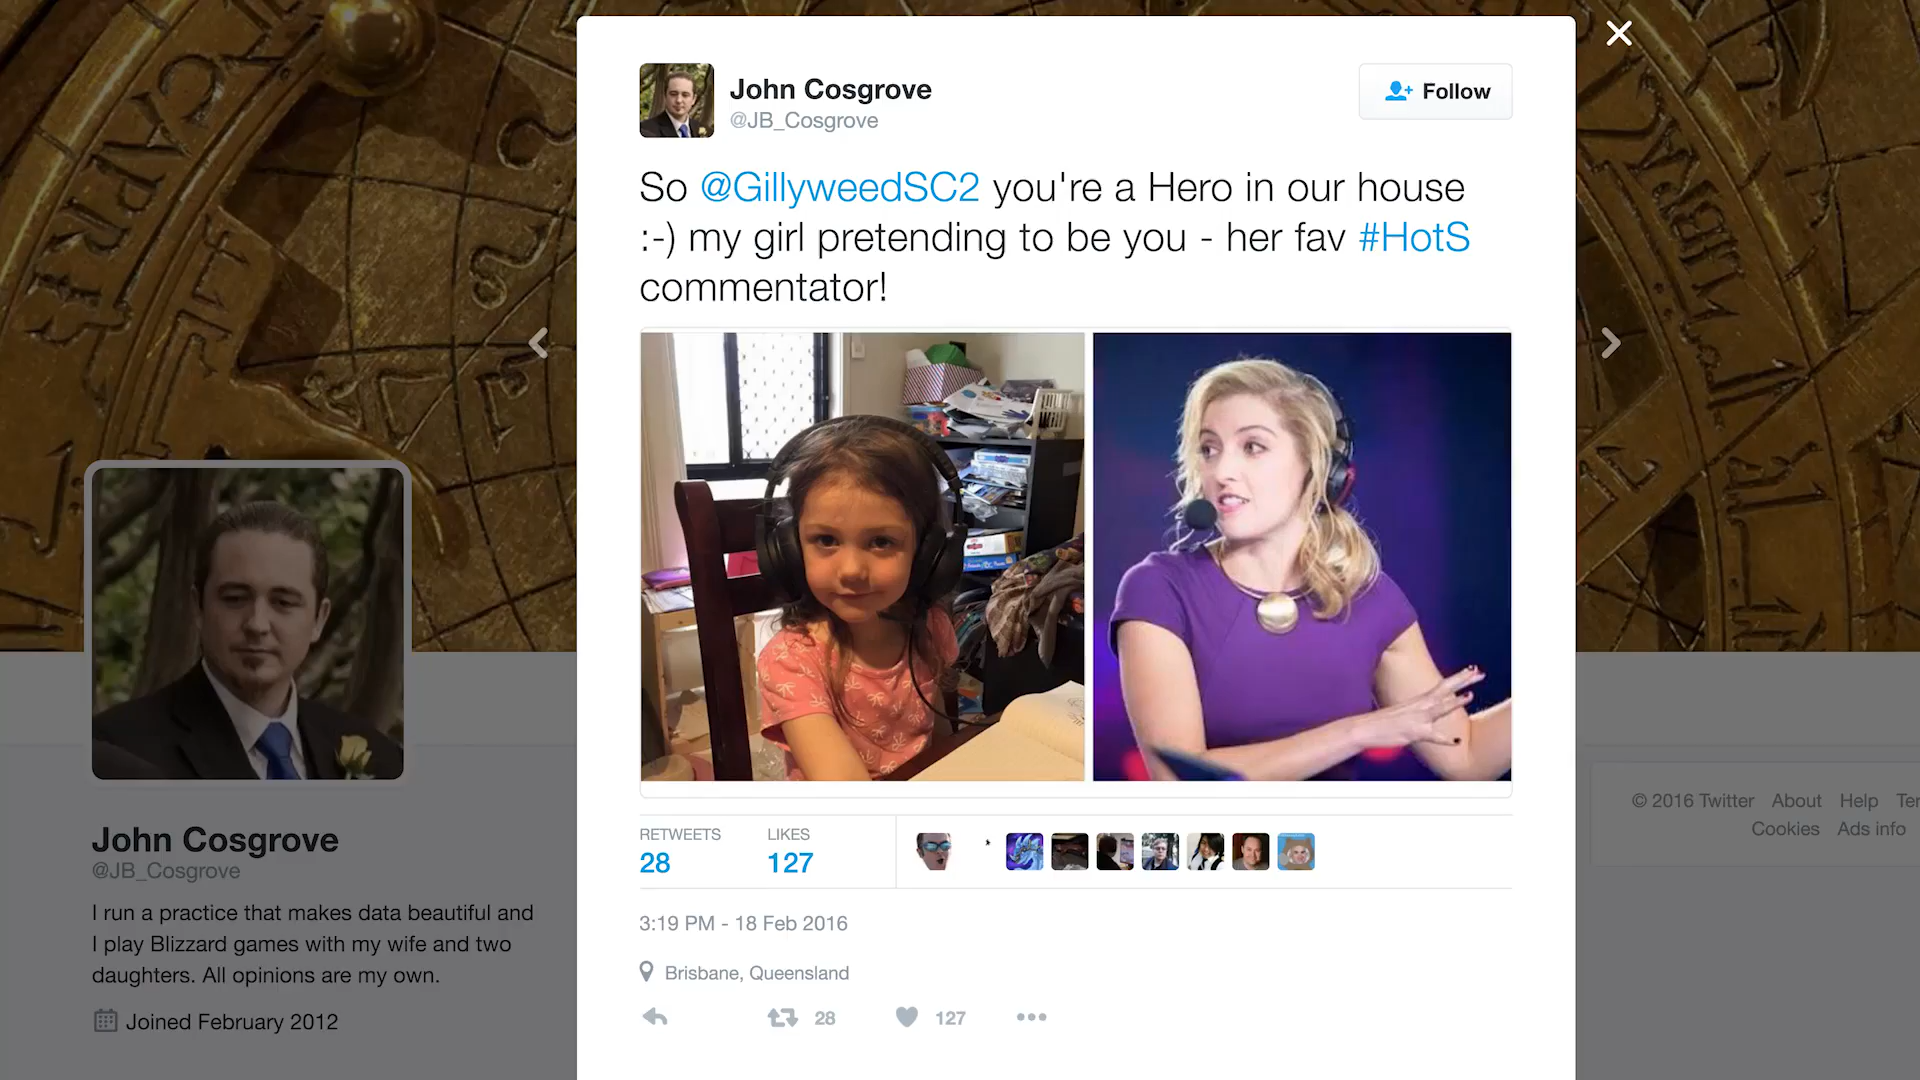 John Cosgrove
@JB_Cosgrove
Follow
So @GillyweedSC2 you're a Hero in our house
:-) my girl pretending to be you - her fav #HotS
commentator!
RETWEETS
28
LIKES
127
3:19 PM - 18 Feb 2016
Brisbane, Queensland
28
127
John Cosgrove
@JB_Cosgrove
I run a practice that makes data beautiful and
I play Blizzard games with my wife and two
daughters. All opinions are my own.
Joined February 2012
© 2016 Twitter About Help
Cookies Ads info